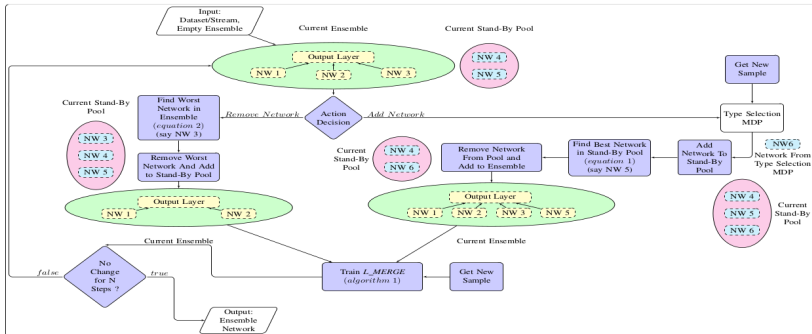 Input:
Dataset/Stream,
Empty Ensemble
Current Ensemble
Output Layer
NW 1
NW 2
NW 3
Current Stand-By Pool
NW 4
NW 5
Get New
Sample
Current Stand-By
Pool
NW 3
NW 4
NW 5
Find Worst
Network in
Ensemble
(equation 2)
(say NW 3)
Remove Network
Action
Decision
Add Network
Type Selection
MDP
Current
Stand-By
Pool
NW 4
NW 6
Remove Network
From Pool and
Add to Ensemble
Find Best Network
in Stand-By Pool
(equation 1)
(say NW 5)
Add
Network To
Stand-By
Pool
NW6
Network From
Type Selection
MDP
Remove Worst
Network And Add
to Stand-By Pool
Output Layer
NW 1
NW 2
Output Layer
NW 1
NW 2
NW 3
NW 5
NW 4
NW 5
NW 6
Current
Stand-By
Pool
Current Ensemble
Current Ensemble
false
No
Change
for N
Steps ?
true
Train L_MERGE
(algorithm 1)
Get New
Sample
Output:
Ensemble
Network